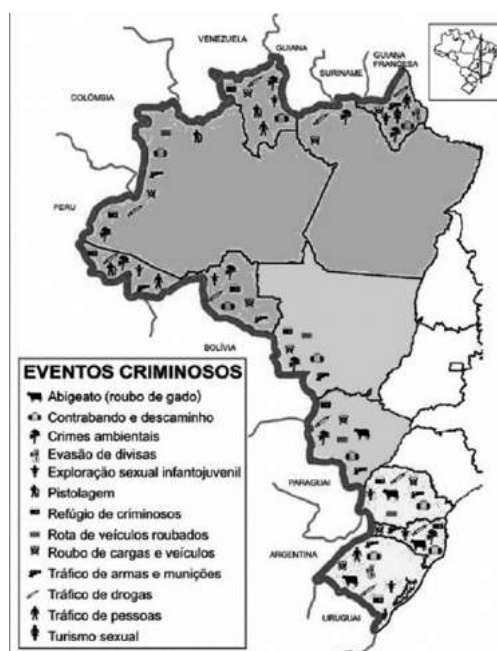 VENEZUELA
GUIANA
SURINAME
GUIANA
FRANCESA
COLÔMBIA
PERU
BOLÍVIA
PARAGUAI
ARGENTINA
URUGUAI
EVENTOS CRIMINOSOS
Abigeato (roubo de gado)
Contrabando e descaminho
Crimes ambientais
Evasão de divisas
Exploração sexual infantojuvenil
Pistolagem
Refúgio de criminosos
Rota de veículos roubados
Roubo de cargas e veículos
Tráfico de armas e munições
Tráfico de drogas
Tráfico de pessoas
Turismo sexual